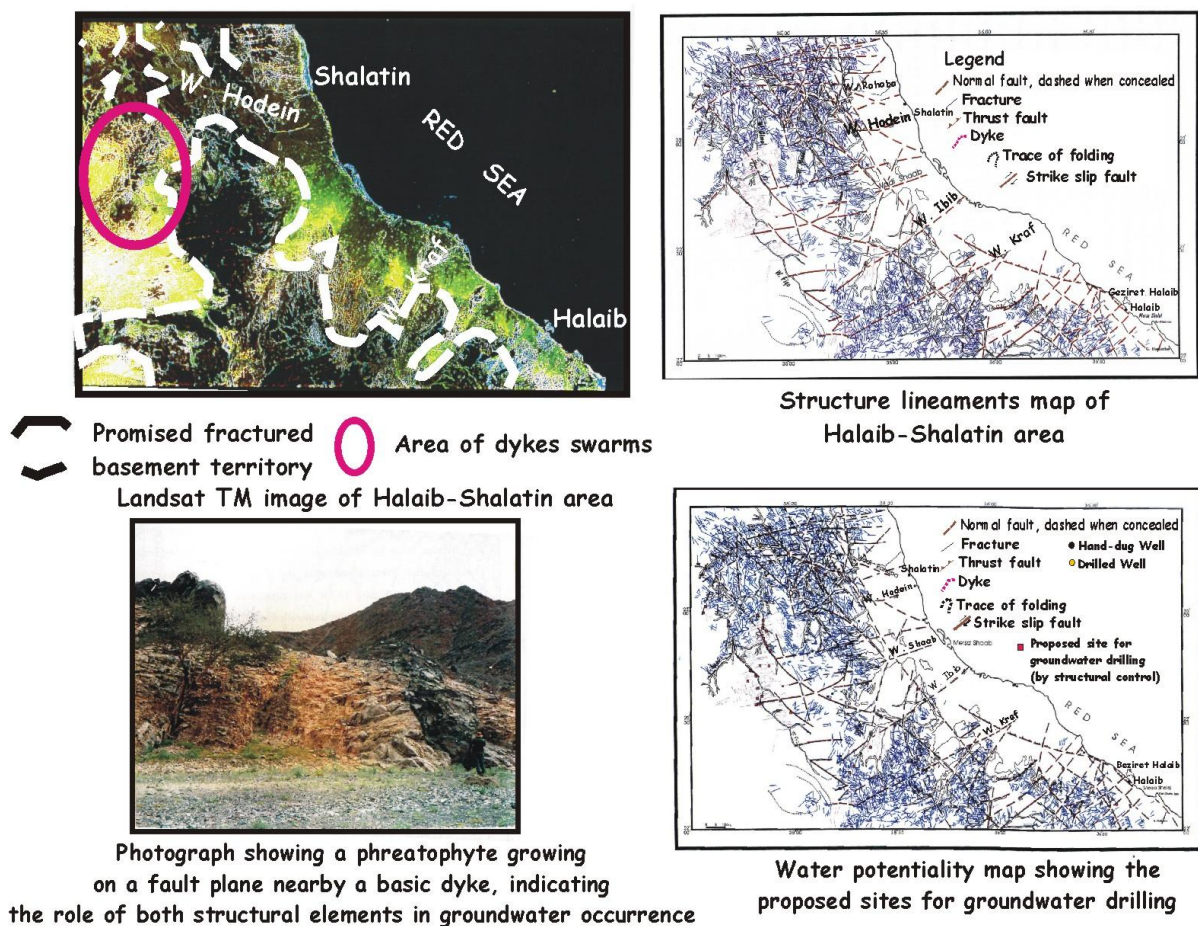 Shalatin
W Hodein
RED SEA
W Kraf
Halaib
Promised fractured
basement territory
Area of dykes swarms
Landsat TM image of Halaib-Shalatin area
Legend
Normal fault, dashed when concealed
Fracture
Thrust fault
Dyke
Trace of folding
Strike slip fault
W. Rahaba
Shalatin
W. Hodein
W. Ibib
W. Kraf
RED
SEA
Geziret Halaib
Halaib
Structure lineaments map of
Halaib-Shalatin area
Photograph showing a phreatophyte growing
on a fault plane nearby a basic dyke, indicating
the role of both structural elements in groundwater occurrence
Normal fault, dashed when concealed
Fracture
Hand-dug Well
Thrust fault
Drilled Well
Dyke
Trace of folding
Strike slip fault
Proposed site for
groundwater drilling
(by structural control)
Shalatin
W. Hodein
W. Shaab
Mersa Shaab
W. Ibib
W. Kraf
RED
SEA
Beziret Halaib
Halaib
Water potentiality map showing the
proposed sites for groundwater drilling